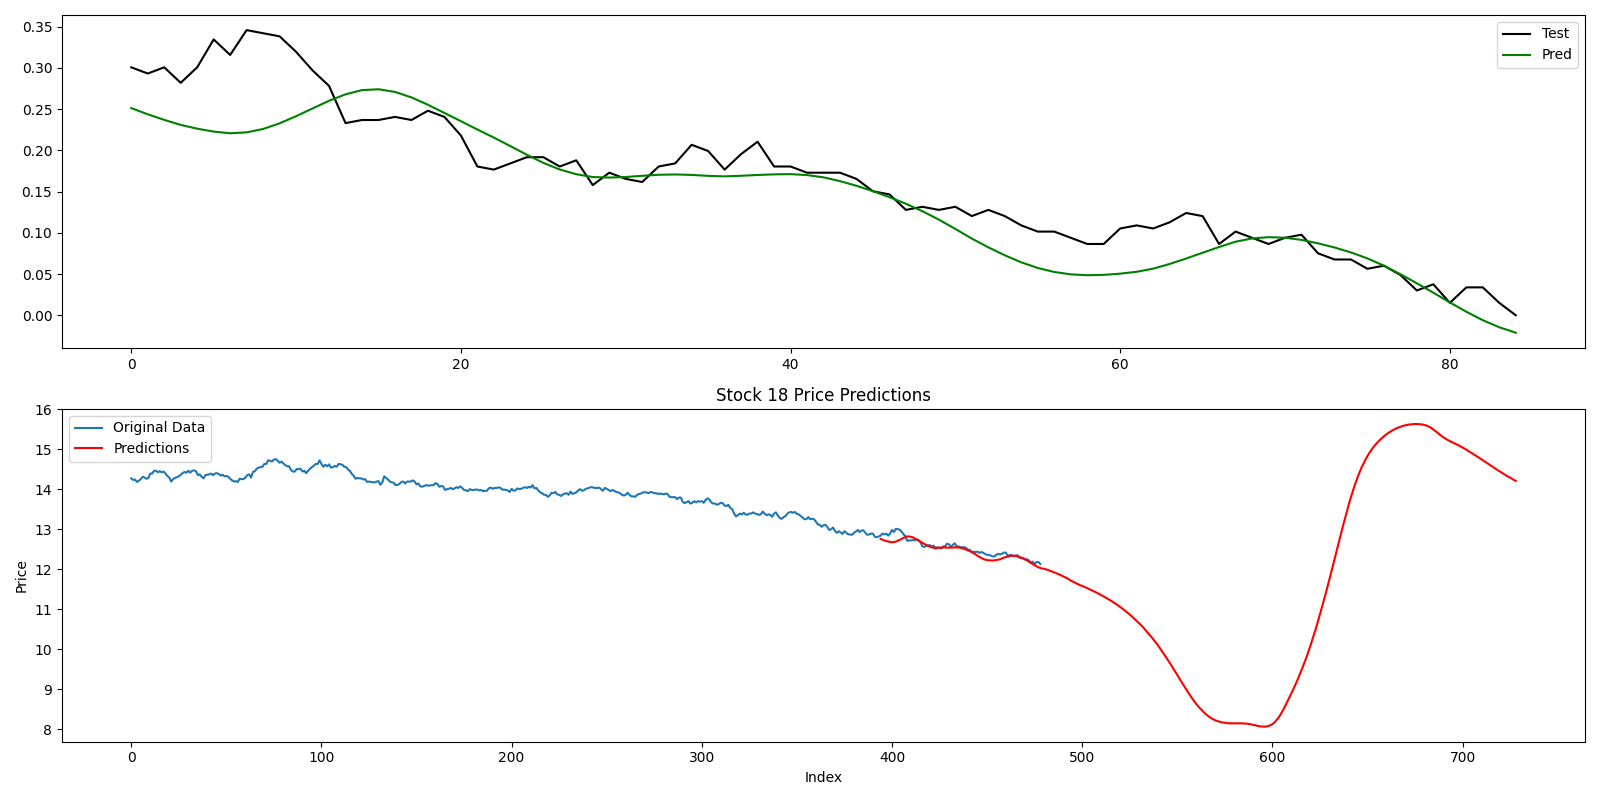 0.35
0.30
0.25
0.20
0.15
0.10
0.05
0.00
Test
Pred
0 20 40 60 80
Stock 18 Price Predictions
16
15
14
13
12
11
10
9
8
Price
Original Data
Predictions
0 100 200 300 400 500 600 700
Index